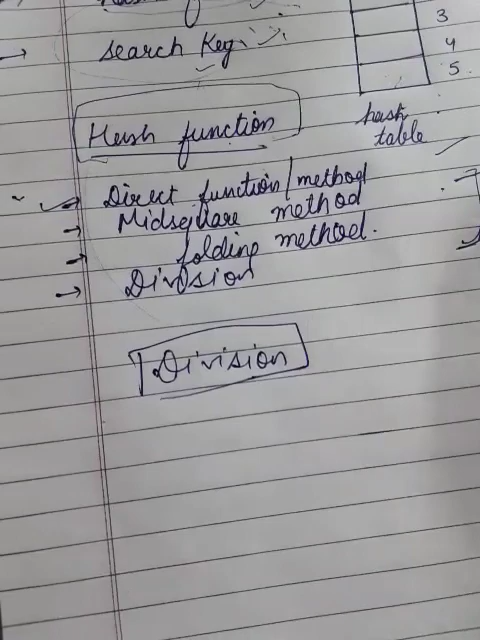 3
search key
4
5.
Hash function
hash
table
Direct function/method
Midsquare method
folding method.
Division
Division